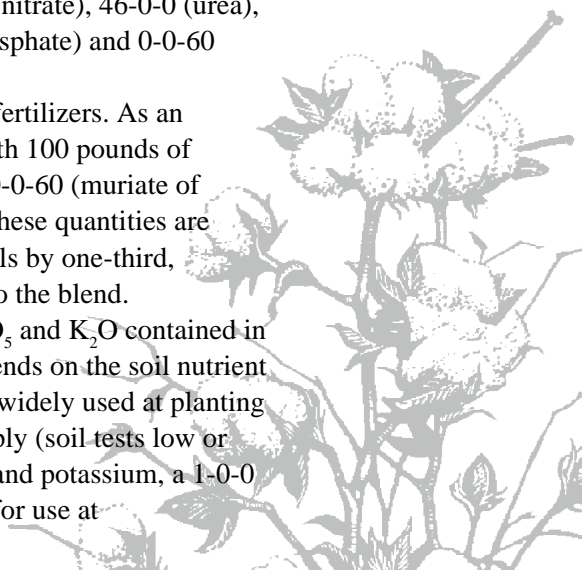 nitrate), 46-0-0 (urea),
sphate) and 0-0-60
fertilizers. As an
th 100 pounds of
-0-60 (muriate of
hese quantities are
ls by one-third,
o the blend.
O₅ and K₂O contained in
ends on the soil nutrient
widely used at planting
ply (soil tests low or
and potassium, a 1-0-0
for use at